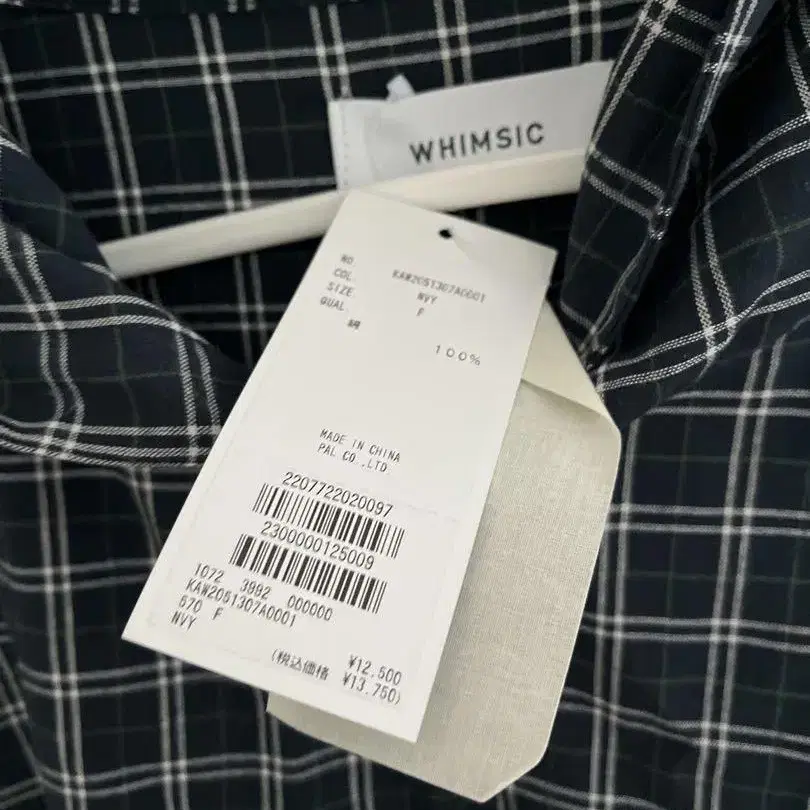 WHIMSIC
NO. KAW2051307A0001
COL. NVY
SIZE F
QUAL
綿 100%
MADE IN CHINA
PAL CO.,LTD.
2207722020097
2300000125009
1072 3992 000000
KAW2051307A0001
670 F
NVY
¥12,500
(税込価格 ¥13,750)